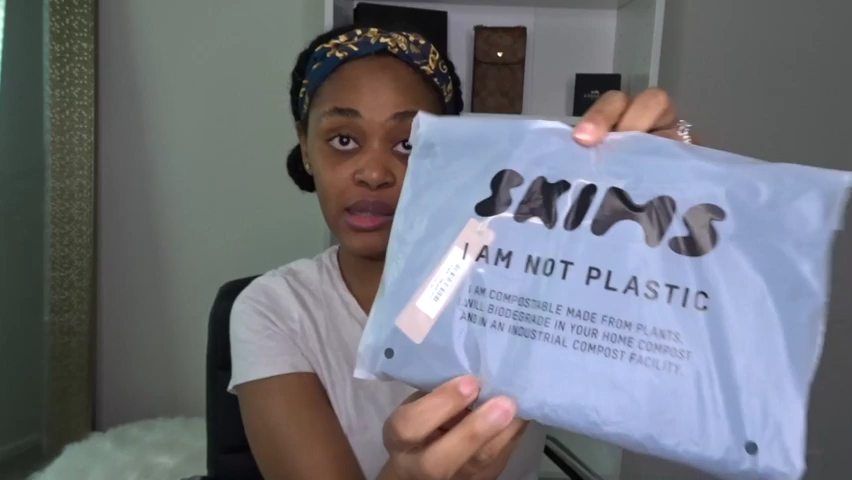 SKIMS
I AM NOT PLASTIC
I AM COMPOSTABLE MADE FROM PLANTS.
I WILL BIODEGRADE IN YOUR HOME COMPOST
AND IN AN INDUSTRIAL COMPOST FACILITY.